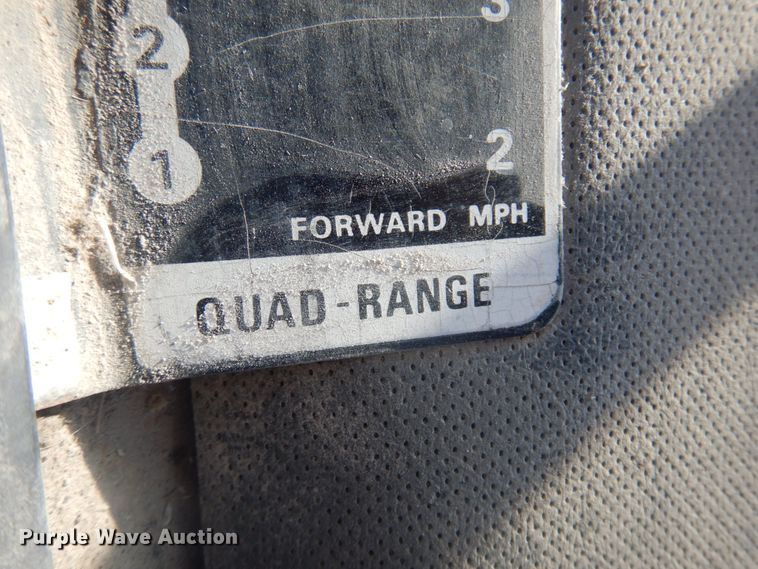 3
2
2
1
FORWARD MPH
QUAD-RANGE
Purple Wave Auction®